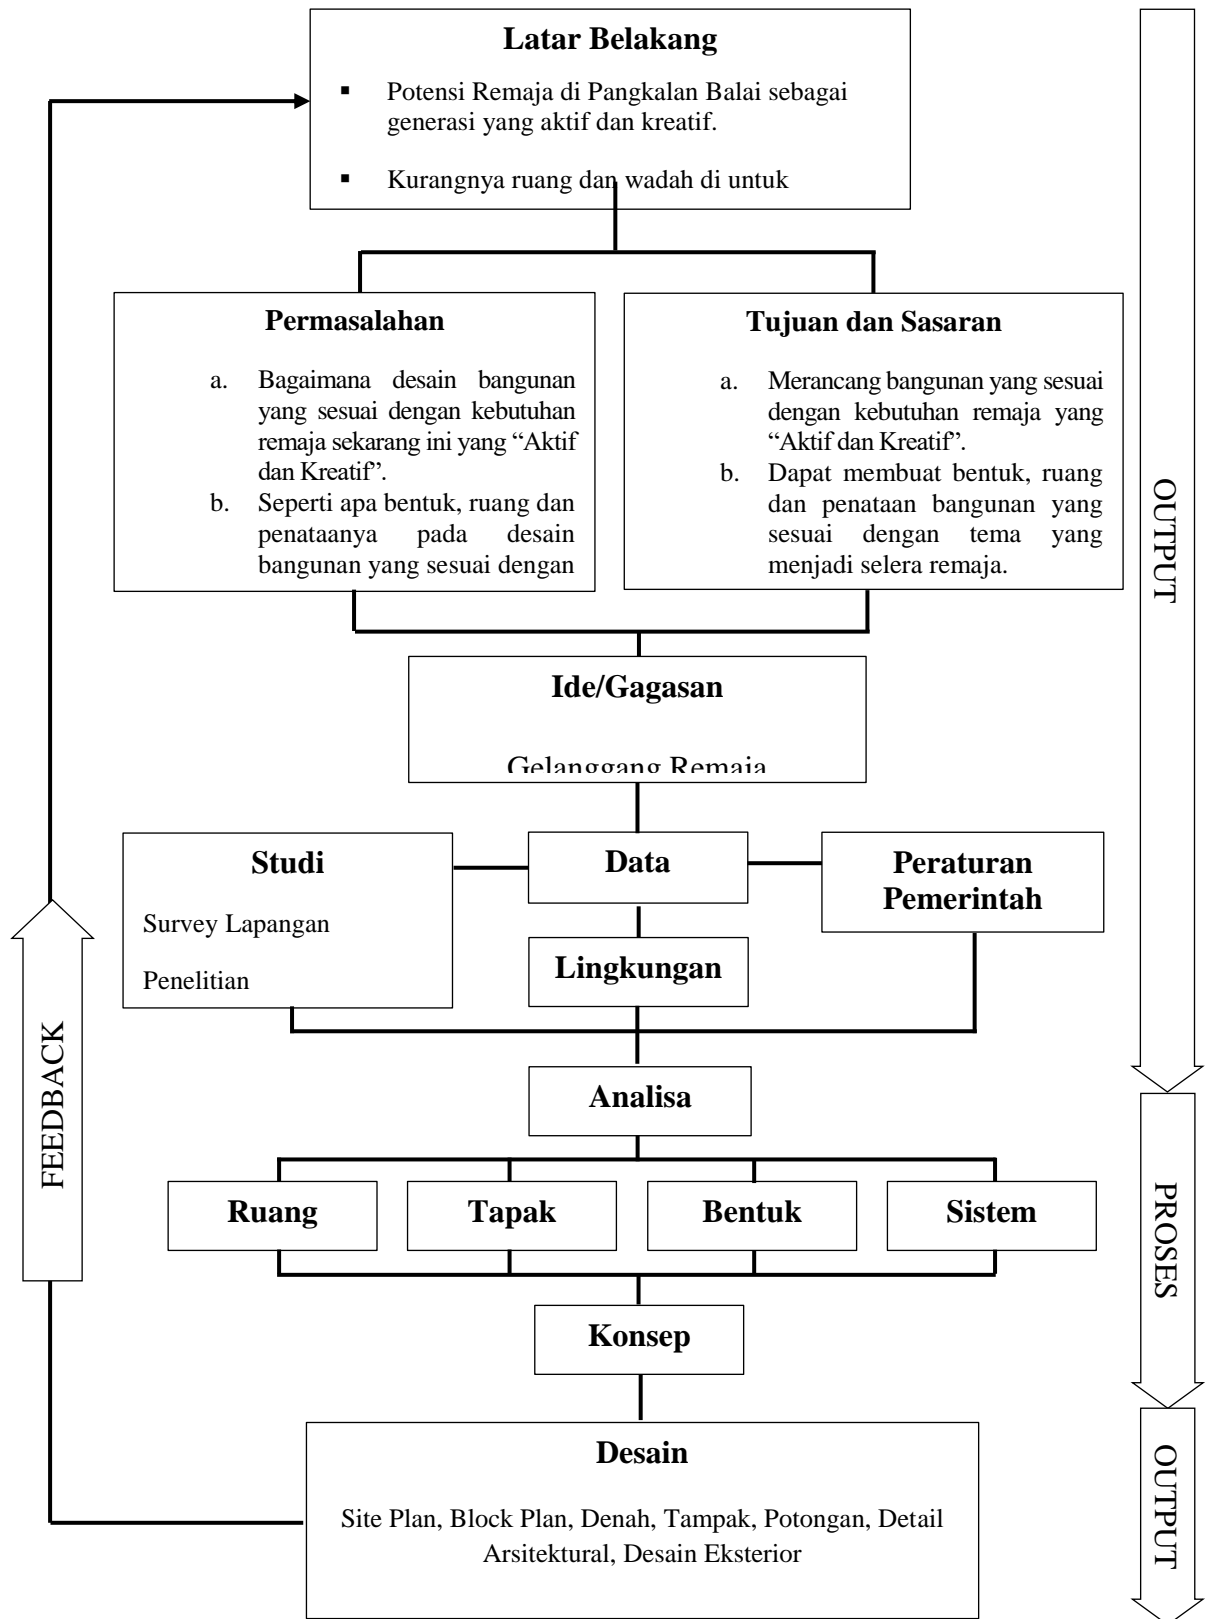 Latar Belakang
▪ Potensi Remaja di Pangkalan Balai sebagai
generasi yang aktif dan kreatif.
▪ Kurangnya ruang dan wadah di untuk
Permasalahan
a. Bagaimana desain bangunan
yang sesuai dengan kebutuhan
remaja sekarang ini yang “Aktif
dan Kreatif”.
b. Seperti apa bentuk, ruang dan
penataanya pada desain
bangunan yang sesuai dengan
Tujuan dan Sasaran
a. Merancang bangunan yang sesuai
dengan kebutuhan remaja yang
“Aktif dan Kreatif”.
b. Dapat membuat bentuk, ruang
dan penataan bangunan yang
sesuai dengan tema yang
menjadi selera remaja.
OUTPUT
Ide/Gagasan
Gelanggang Remaja
Studi
Survey Lapangan
Penelitian
Data
Peraturan
Pemerintah
Lingkungan
FEEDBACK
Analisa
Ruang
Tapak
Bentuk
Sistem
PROSES
Konsep
Desain
Site Plan, Block Plan, Denah, Tampak, Potongan, Detail
Arsitektural, Desain Eksterior
OUTPUT